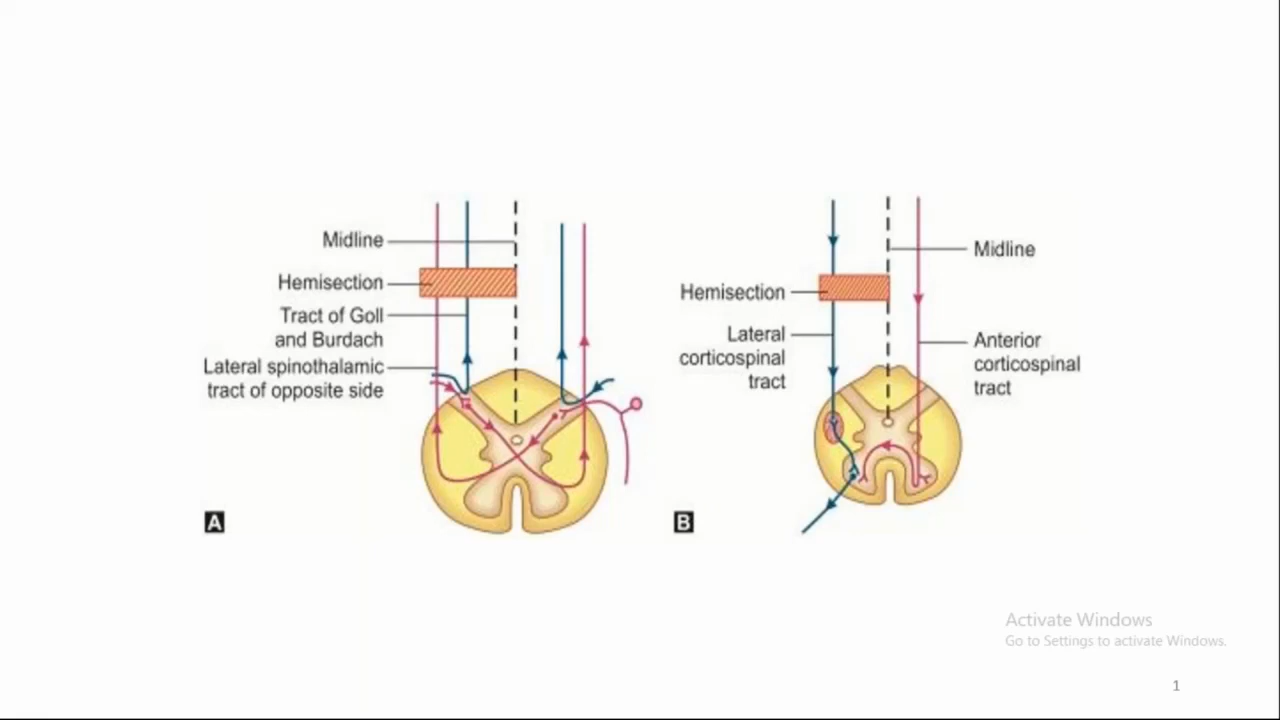 Midline
Hemisection
Tract of Goll
and Burdach
Lateral spinothalamic
tract of opposite side
A
Midline
Hemisection
Lateral
corticospinal
tract
Anterior
corticospinal
tract
B
Activate Windows
Go to Settings to activate Windows.
1